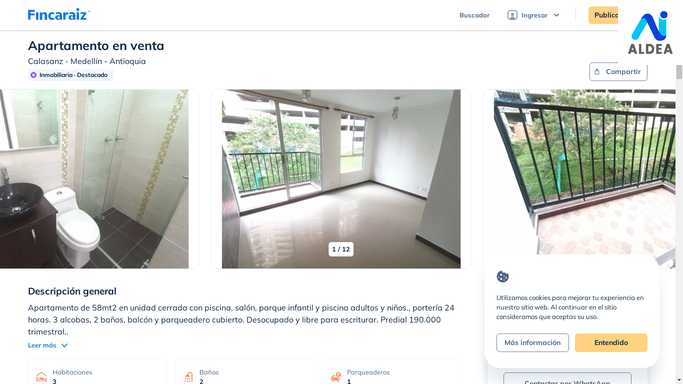 Fincaraiz
Buscador
Ingresar
Publica
ALDEA
Apartamento en venta
Calasanz - Medellín - Antioquia
Inmobiliaria · Destacado
Compartir
1 / 12
Descripción general
Apartamento de 58mt2 en unidad cerrada con piscina, salón, parque infantil y piscina adultos y niños., portería 24
horas. 3 alcobas, 2 baños, balcón y parqueadero cubierto. Desocupado y libre para escriturar. Predial 190.000
trimestral..
Leer más
Utilizamos cookies para mejorar tu experiencia en
nuestro sitio web. Al continuar en el sitio
consideramos que aceptas su uso.
Más información
Entendido
Habitaciones
3
Baños
2
Parqueaderos
1
Contactar por WhatsApp